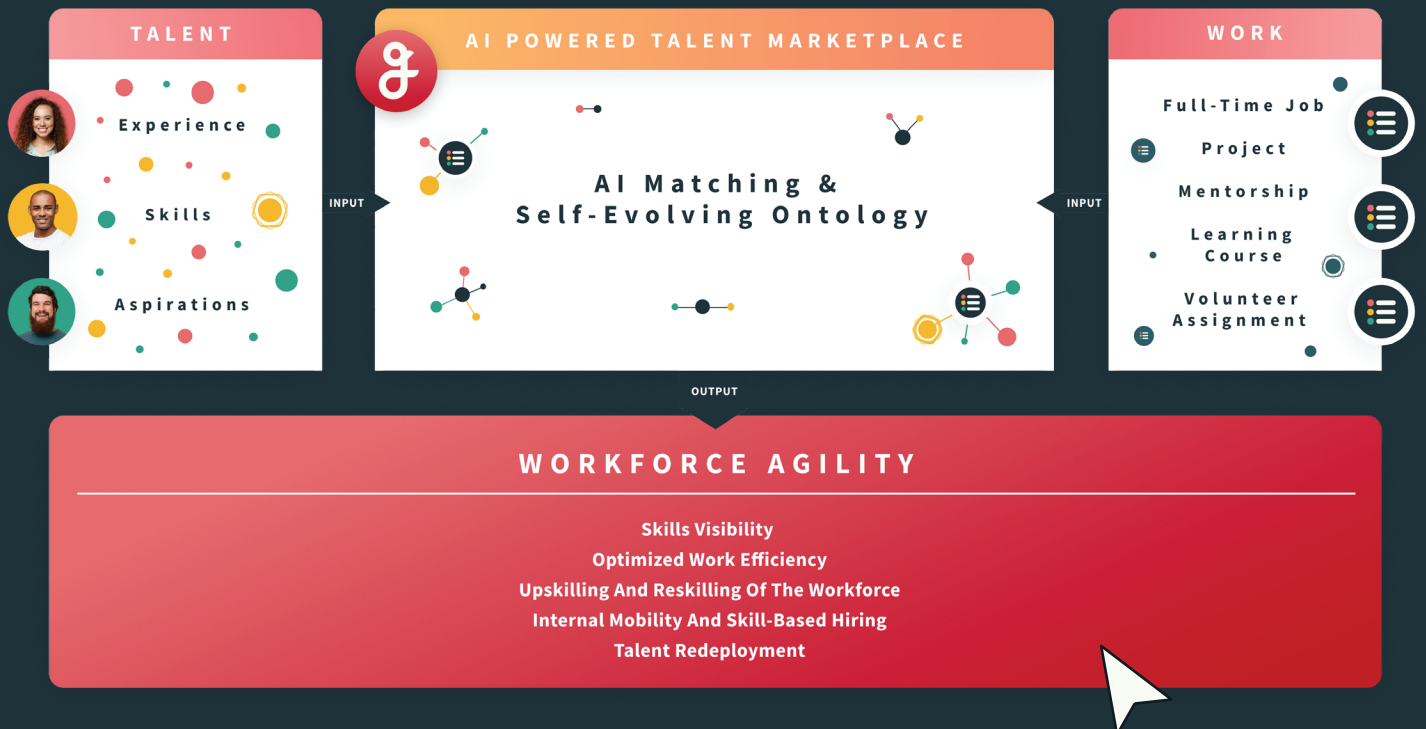 TALENT
Experience
Skills
Aspirations
INPUT
g
AI POWERED TALENT MARKETPLACE
AI Matching &
Self-Evolving Ontology
INPUT
WORK
Full-Time Job
Project
Mentorship
Learning
Course
Volunteer
Assignment
OUTPUT
WORKFORCE AGILITY
Skills Visibility
Optimized Work Efficiency
Upskilling And Reskilling Of The Workforce
Internal Mobility And Skill-Based Hiring
Talent Redeployment